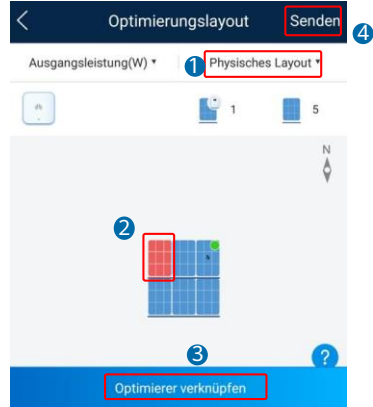 Optimierungslayout Senden
4
Ausgangsleistung(W) 1 Physisches Layout
1 5
N
2
3
?
Optimierer verknüpfen